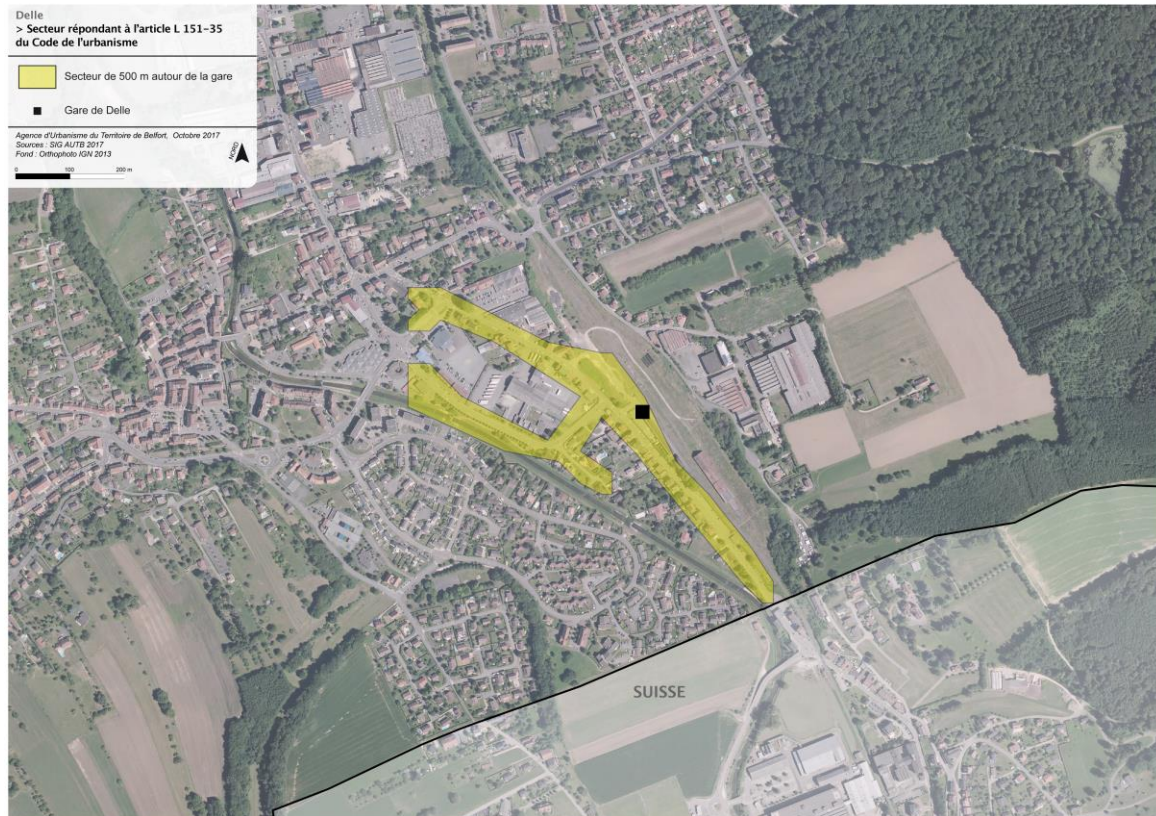 Delle
> Secteur répondant à l'article L 151-35
du Code de l'urbanisme
Secteur de 500 m autour de la gare
Gare de Delle
Agence d'Urbanisme du Territoire de Belfort, Octobre 2017
Sources : SIG AUTB 2017
Fond : Orthophoto IGN 2013
NORD
0 100 200 m
SUISSE